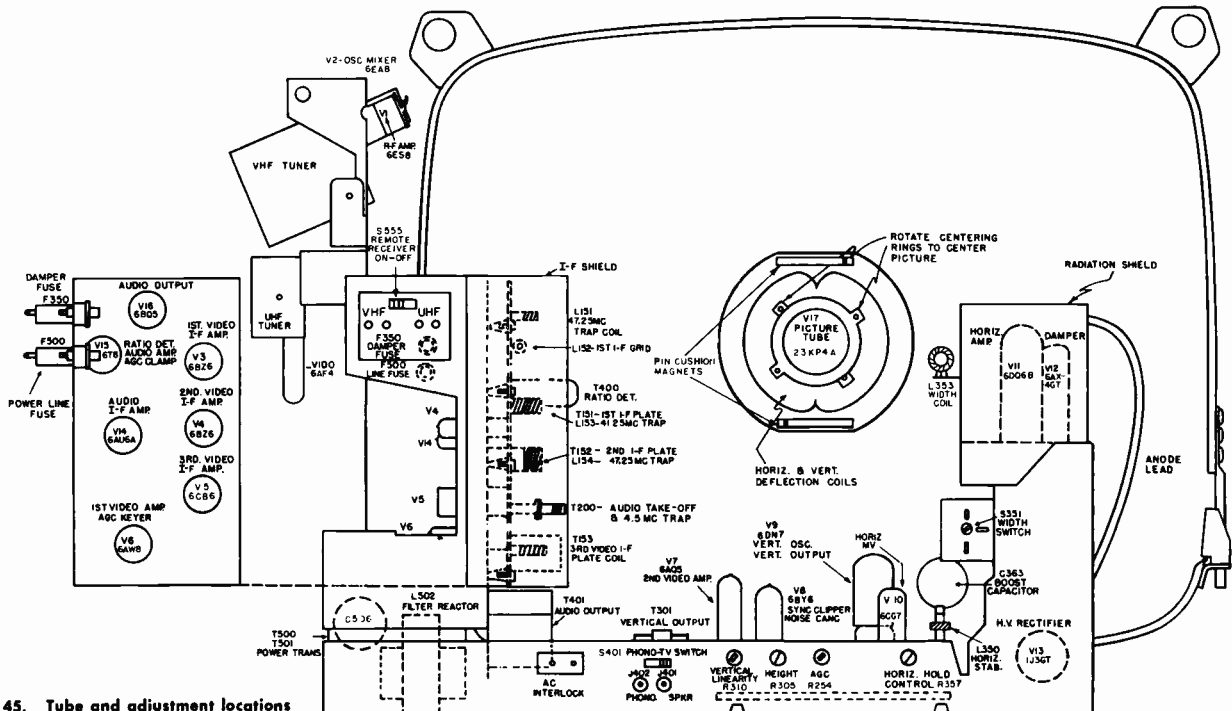 V2-OSC MIXER
6EA8
V1
R-F AMP.
6ES8
VHF TUNER
S555
REMOTE
RECEIVER
ON-OFF
VHF UHF
F350
DAMPER
FUSE
F500
LINE FUSE
DAMPER
FUSE
F350
F500
POWER LINE
FUSE
AUDIO OUTPUT
V16
6BQ5
V15
6T8
RATIO DET.
AUDIO AMP.
AGC CLAMP
1ST. VIDEO
I-F AMP.
V3
6BZ6
2ND. VIDEO
I-F AMP.
V4
6BZ6
AUDIO
I-F AMP.
V14
6AU6A
3RD. VIDEO
I-F AMP.
V5
6CB6
1ST VIDEO AMP.
AGC KEYER
V6
6AW8
UHF
TUNER
V100
6AF4
V4
V14
V5
V6
I-F SHIELD
L151
47.25MC
TRAP COIL
L152-1ST I-F GRID
T400
RATIO DET.
T151-1ST I-F PLATE
L153-41.25MC TRAP
T152 - 2ND I-F PLATE
L154- 47.25MC TRAP
T200- AUDIO TAKE-OFF
& 4.5 MC TRAP
T153
3RD VIDEO I-F
PLATE COIL
ROTATE CENTERING
RINGS TO CENTER
PICTURE
V17
PICTURE
TUBE
23KP4A
PIN CUSHION
MAGNETS
HORIZ. & VERT.
DEFLECTION COILS
RADIATION SHIELD
HORIZ.
AMP.
V11
6DQ6B
DAMPER
V12
6AX-
4GT
L353
WIDTH
COIL
ANODE
LEAD
S351
WIDTH
SWITCH
C363
BOOST
CAPACITOR
H.V. RECTIFIER
V13
1J3GT
L350
HORIZ.
STAB.
V9
6DN7
VERT. OSC.
VERT. OUTPUT
HORIZ
MV
V10
6CG7
V7
6AQ5
2ND VIDEO AMP.
V8
6BY6
SYNC CLIPPER
NOISE CANC
T301
VERTICAL OUTPUT
L502
FILTER REACTOR
T401
AUDIO OUTPUT
C506
T500
T501
POWER TRANS
AC
INTERLOCK
S401 PHONO-TV SWITCH
J402 J401
PHONO. SPKR
VERTICAL
LINEARITY
R310
HEIGHT
R305
AGC
R254
HORIZ. HOLD
CONTROL R357
45. Tube and adjustment locations